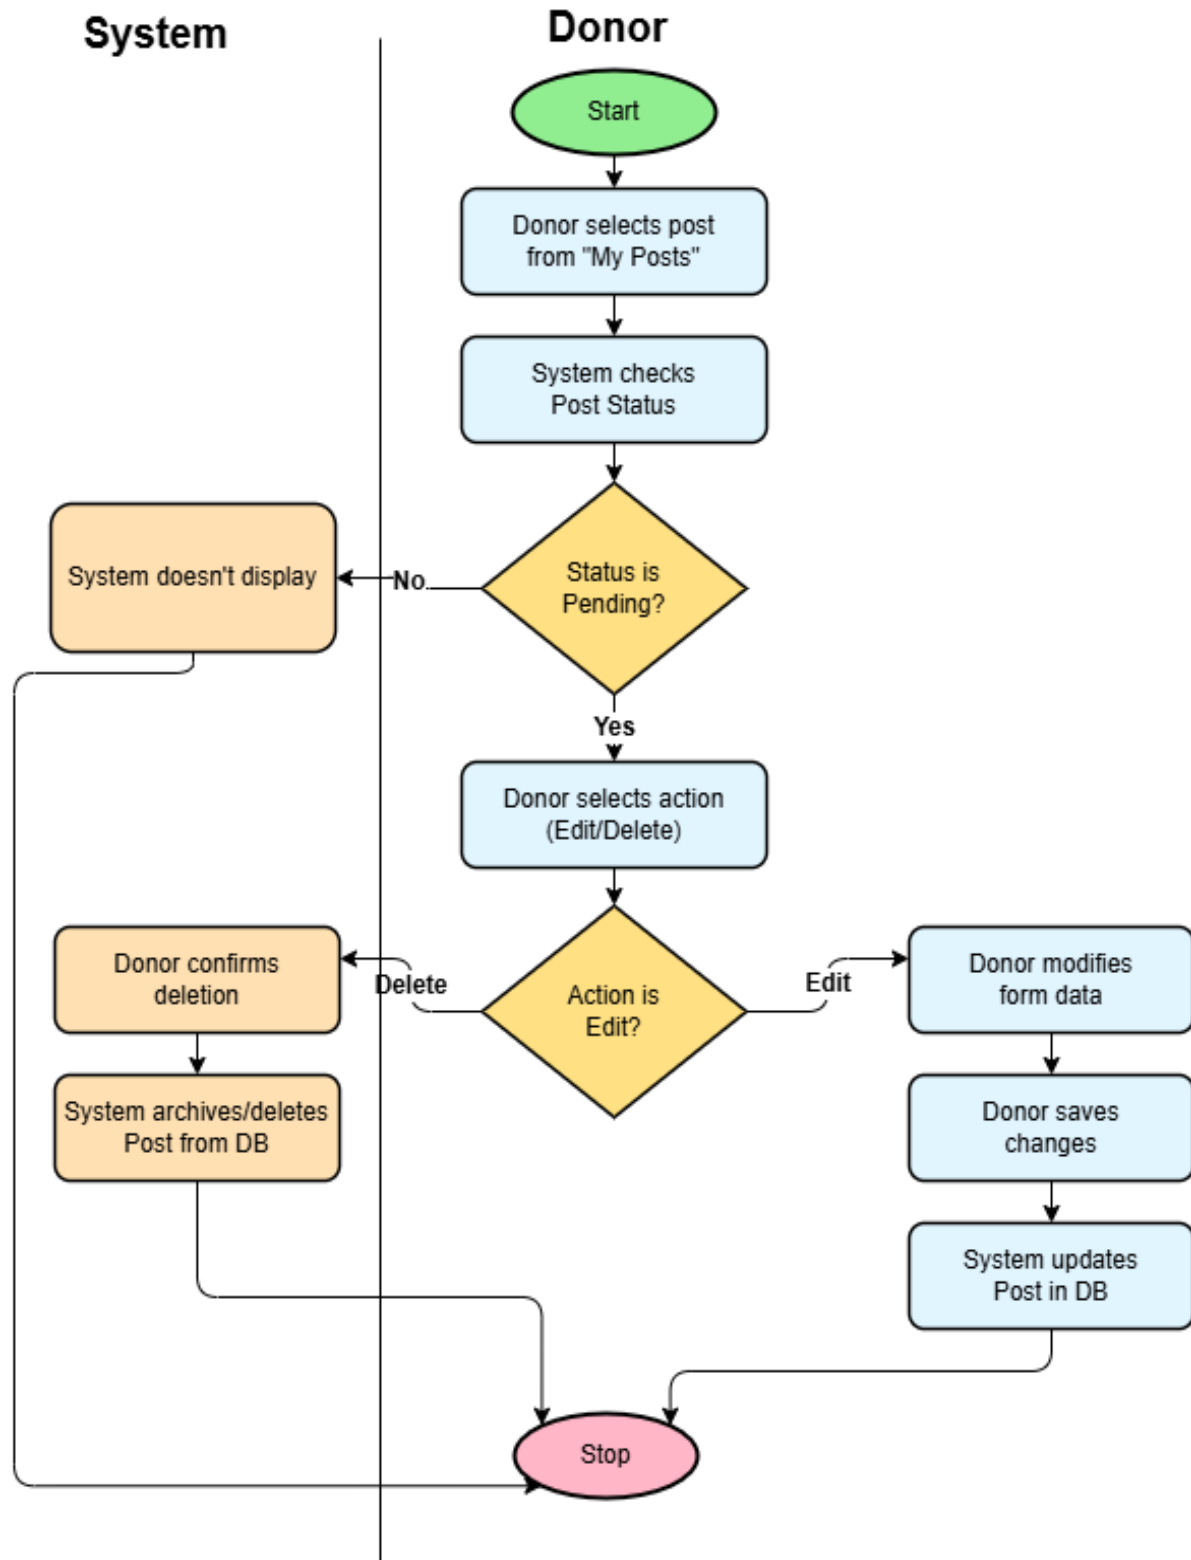 System
Donor
Start
Donor selects post
from "My Posts"
System checks
Post Status
Status is
Pending?
No
System doesn't display
Yes
Donor selects action
(Edit/Delete)
Action is
Edit?
Delete
Edit
Donor confirms
deletion
System archives/deletes
Post from DB
Donor modifies
form data
Donor saves
changes
System updates
Post in DB
Stop